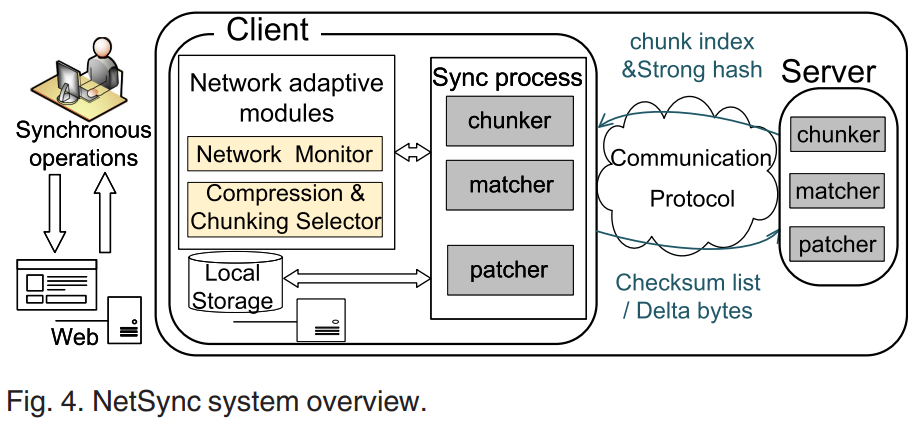 Client
Synchronous
operations
Web
Network adaptive
modules
Network Monitor
Compression &
Chunking Selector
Local
Storage
Sync process
chunker
matcher
patcher
chunk index
&Strong hash
Communication
Protocol
Checksum list
/ Delta bytes
Server
chunker
matcher
patcher
Fig. 4. NetSync system overview.